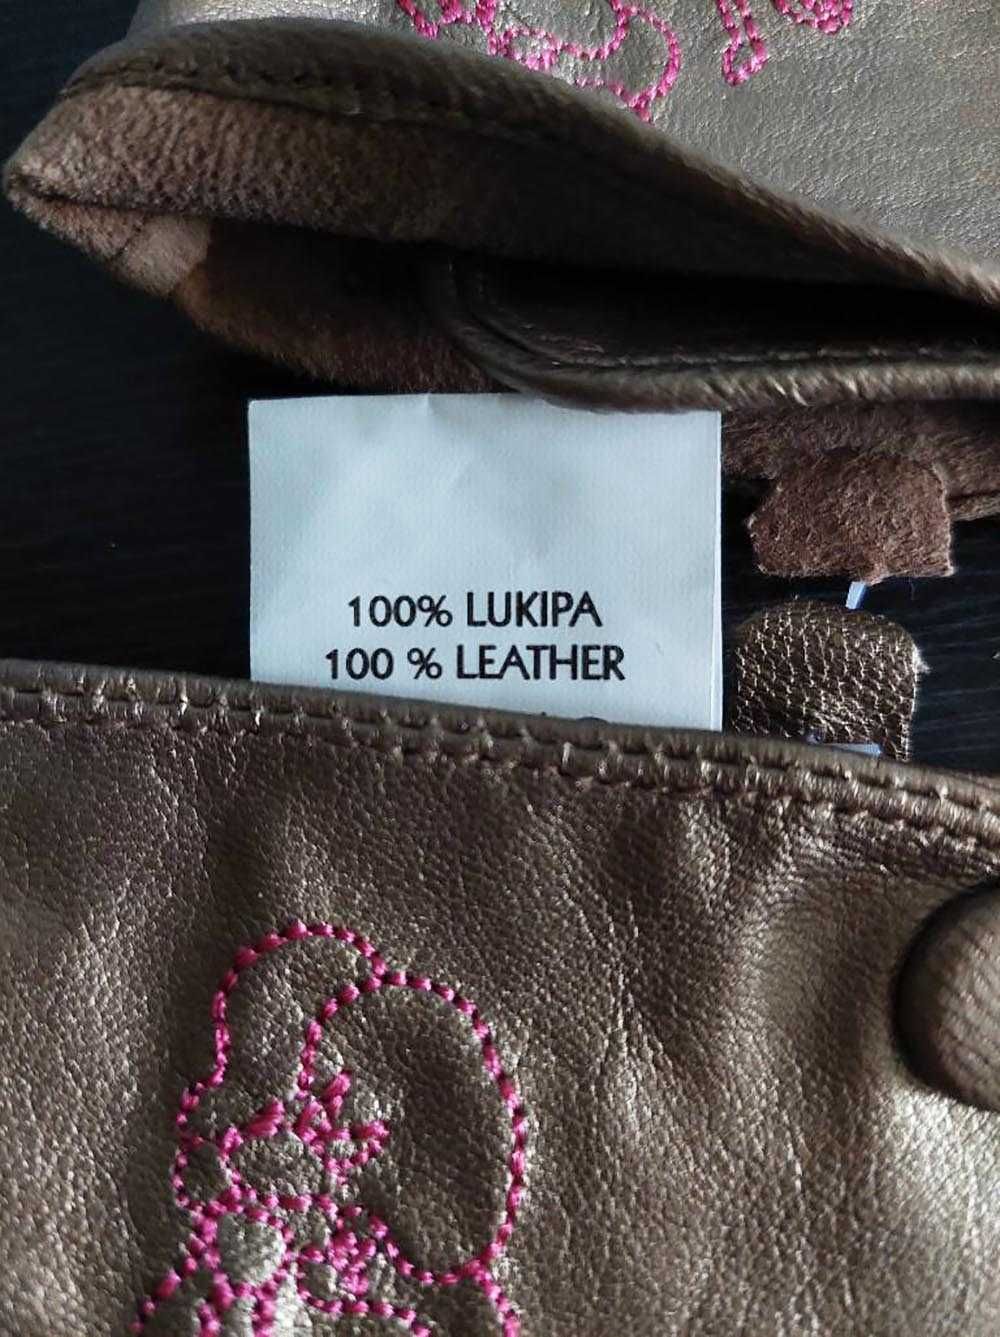 100% LUKIPA
100 % LEATHER